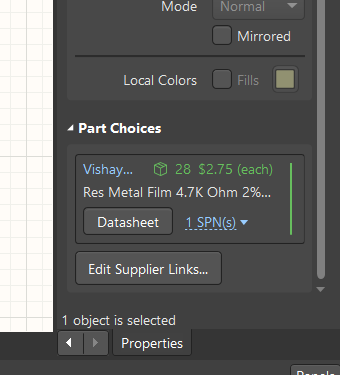 Mode Normal
Mirrored
Local Colors Fills
Part Choices
Vishay... 28 $2.75 (each)
Res Metal Film 4.7K Ohm 2%...
Datasheet 1 SPN(s)
Edit Supplier Links...
1 object is selected
Properties
Panels